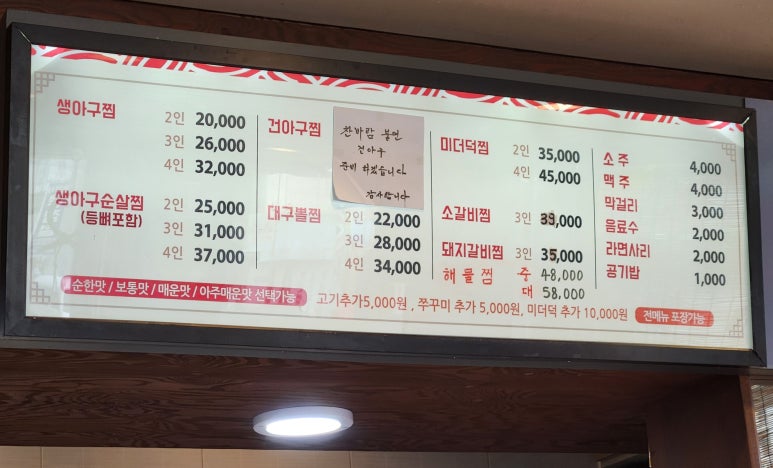 생아구찜 2인 20,000
3인 26,000
4인 32,000
생아구순살찜 2인 25,000
(등뼈포함) 3인 31,000
4인 37,000
건아구찜
찬바람 불면
건아구
준비 하겠습니다
감사합니다
대구뽈찜 2인 22,000
3인 28,000
4인 34,000
미더덕찜 2인 35,000
4인 45,000
소갈비찜 3인 39,000
돼지갈비찜 3인 35,000
해물찜 중 48,000
대 58,000
소주 4,000
맥주 4,000
막걸리 3,000
음료수 2,000
라면사리 2,000
공기밥 1,000
순한맛 / 보통맛 / 매운맛 / 아주매운맛 선택가능
고기추가5,000원 , 쭈꾸미 추가 5,000원, 미더덕 추가 10,000원
전메뉴 포장가능